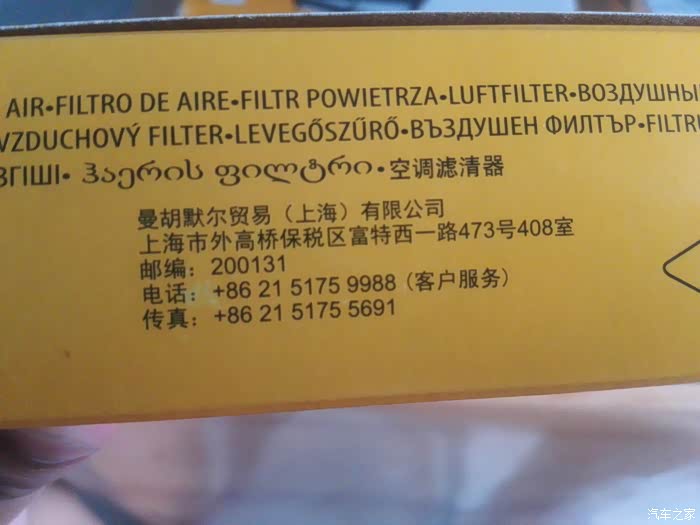 AIR•FILTRO DE AIRE•FILTR POWIETRZA•LUFTFILTER•ВОЗДУШНЫ
VZDUCHOVÝ FILTER•LEVEGŐSZŰRŐ•ВЪЗДУШЕН ФИЛТЪР•FILTRU
ՅԳԻՇԻ• ჰაერის ფილტრი•空调滤清器
曼胡默尔贸易（上海）有限公司
上海市外高桥保税区富特西一路473号408室
邮编：200131
电话：+86 21 5175 9988 (客户服务)
传真：+86 21 5175 5691
汽车之家